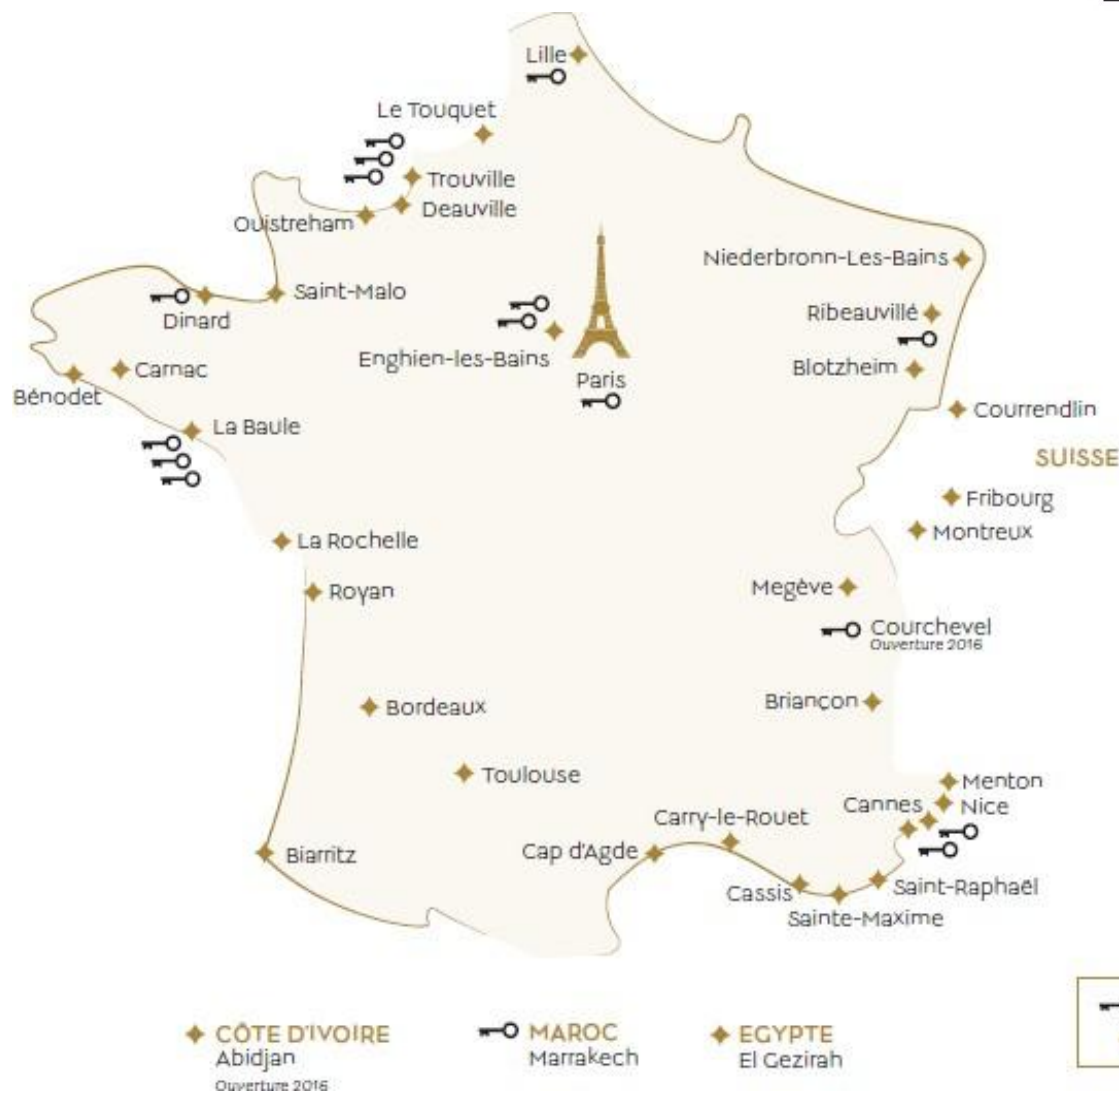 Lille
Le Touquet
Trouville
Deauville
Ouistreham
Niederbronn-Les-Bains
Saint-Malo
Dinard
Ribeauvillé
Enghien-les-Bains
Carnac
Blotzheim
Paris
Bénodet
Courrendlin
La Baule
SUISSE
Fribourg
Montreux
La Rochelle
Megève
Royan
Courchevel
Ouverture 2016
Briançon
Bordeaux
Toulouse
Menton
Cannes
Nice
Carry-le-Rouet
Cap d'Agde
Biarritz
Saint-Raphaël
Cassis
Sainte-Maxime
CÔTE D'IVOIRE
Abidjan
Ouverture 2016
MAROC
Marrakech
EGYPTE
El Gezirah